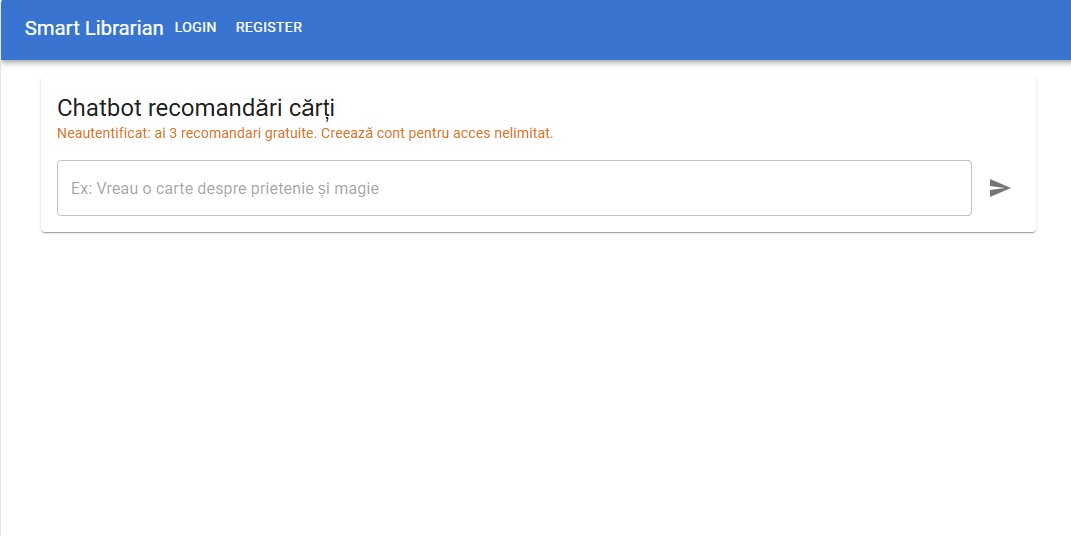 Smart Librarian LOGIN REGISTER
Chatbot recomandări cărți
Neautentificat: ai 3 recomandari gratuite. Creează cont pentru acces nelimitat.
Ex: Vreau o carte despre prietenie și magie